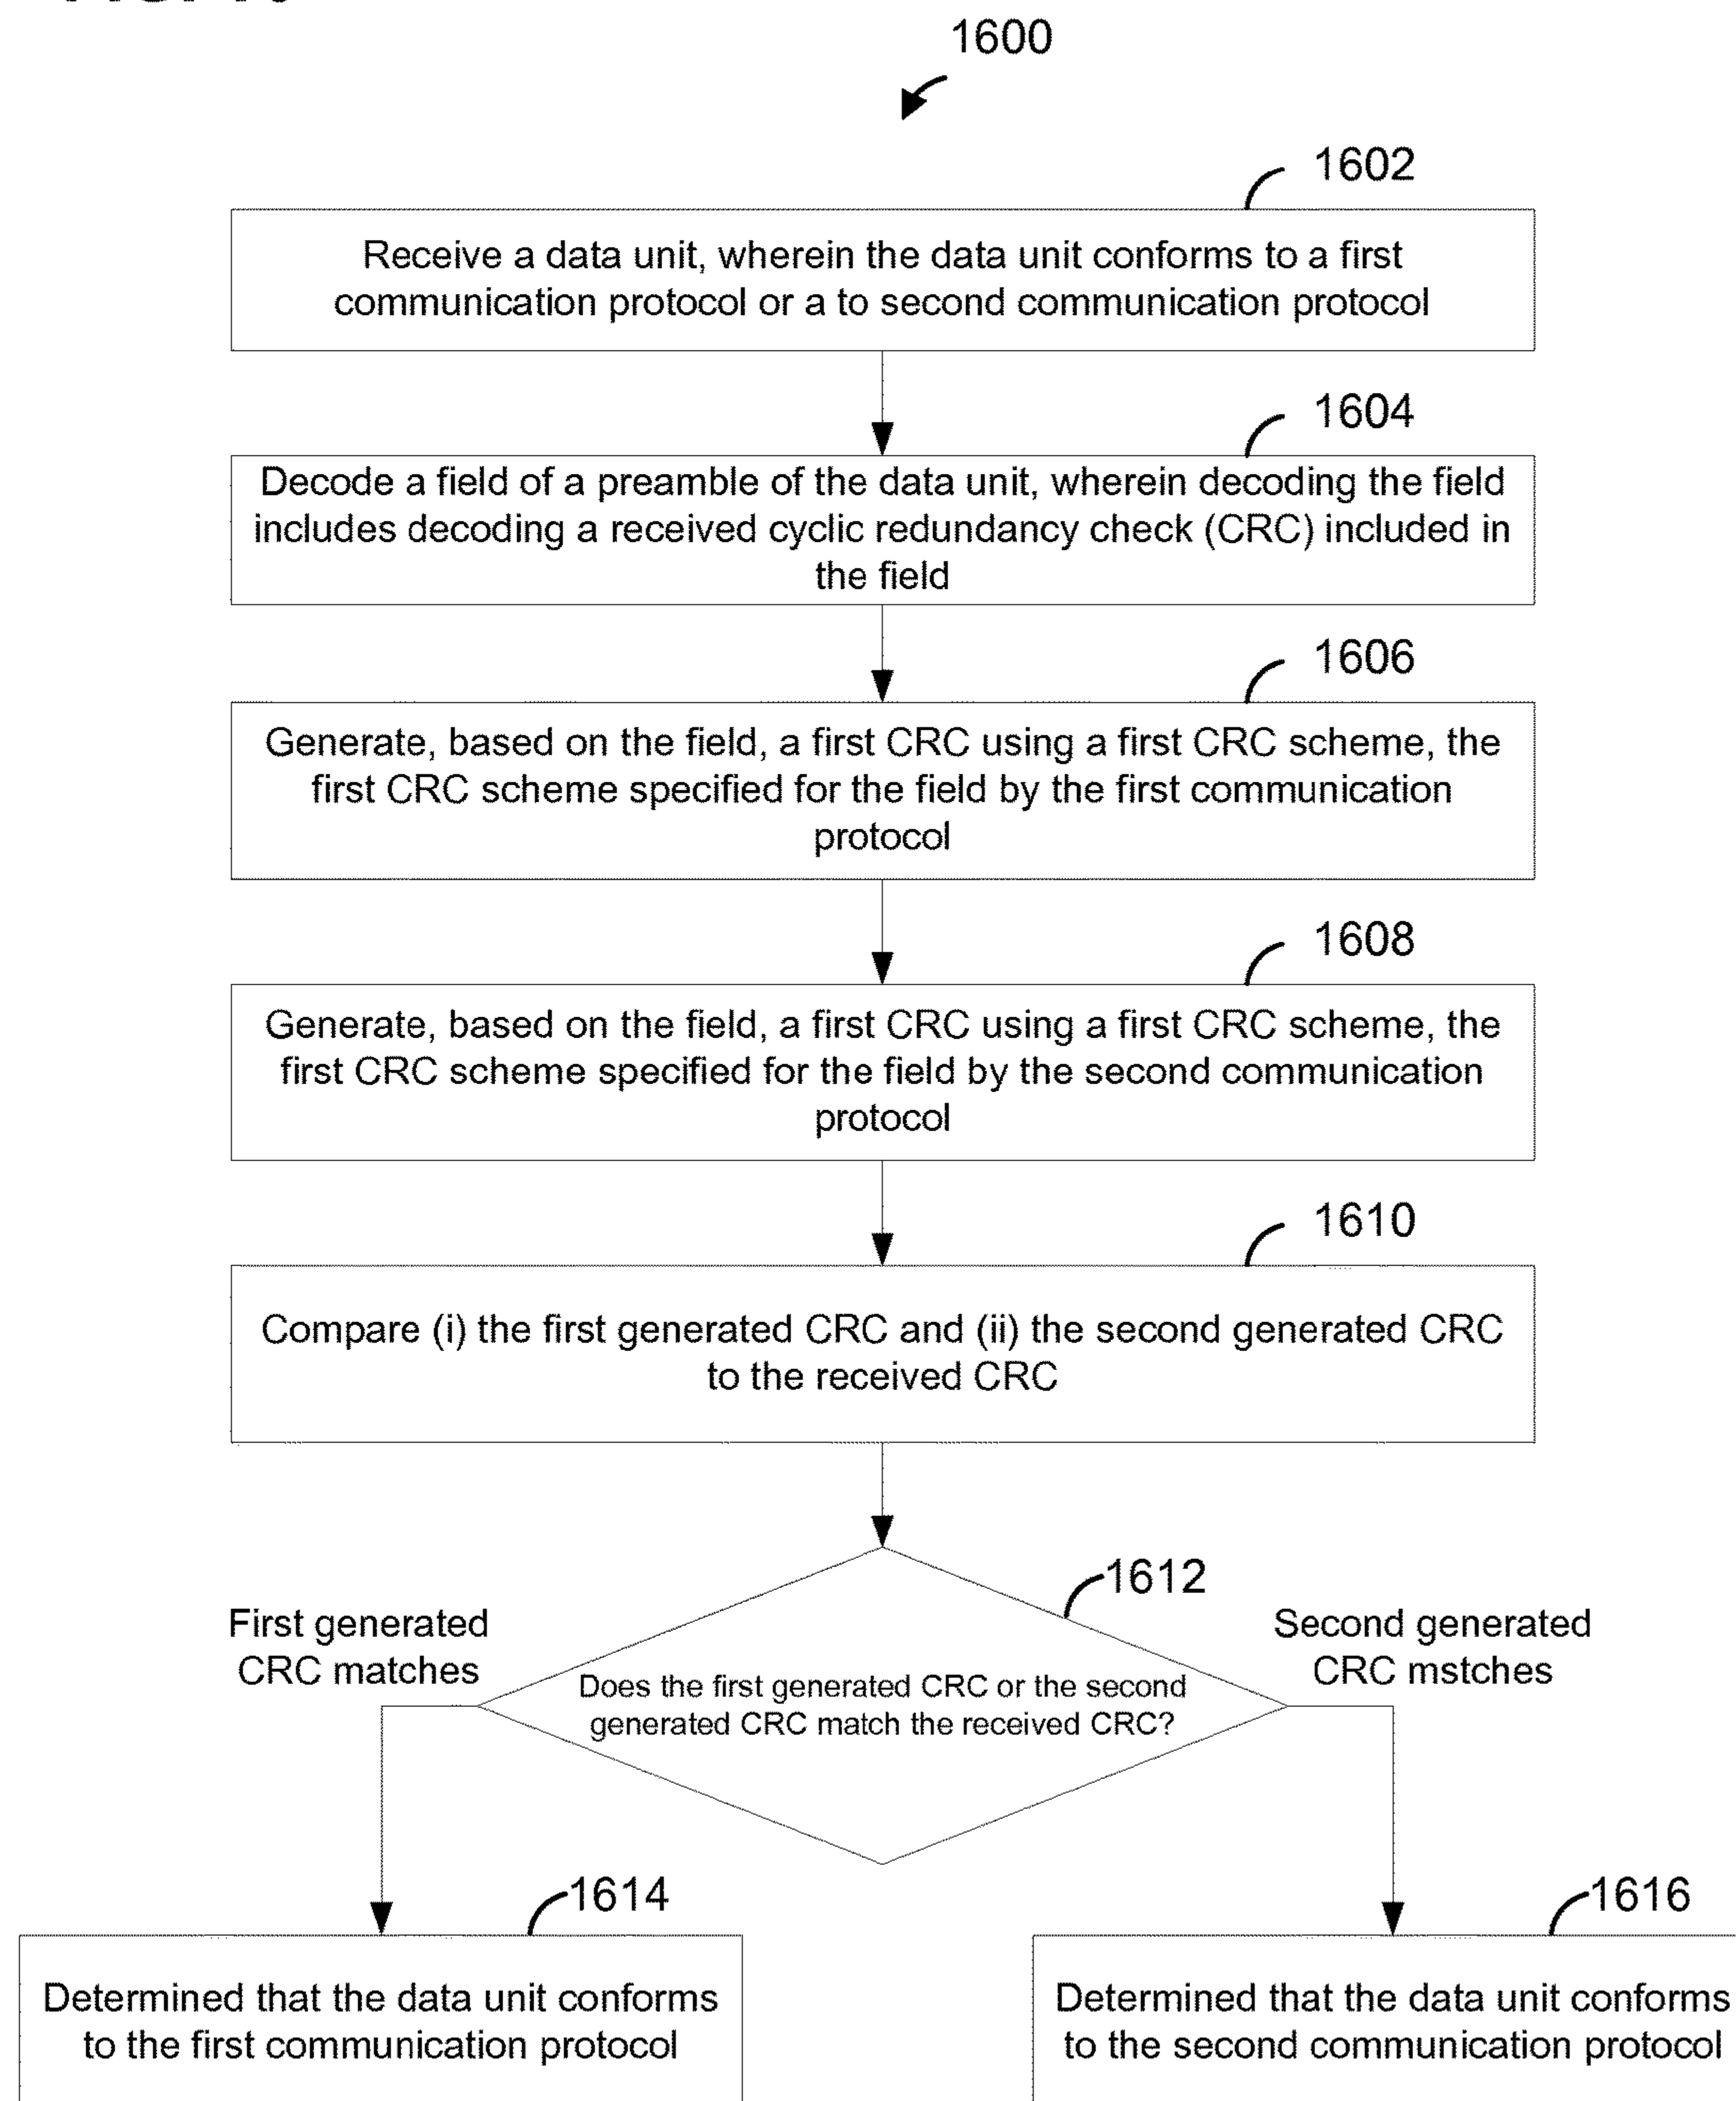 1600
1602
Receive a data unit, wherein the data unit conforms to a first
communication protocol or a to second communication protocol
1604
Decode a field of a preamble of the data unit, wherein decoding the field
includes decoding a received cyclic redundancy check (CRC) included in
the field
1606
Generate, based on the field, a first CRC using a first CRC scheme, the
first CRC scheme specified for the field by the first communication
protocol
1608
Generate, based on the field, a first CRC using a first CRC scheme, the
first CRC scheme specified for the field by the second communication
protocol
1610
Compare (i) the first generated CRC and (ii) the second generated CRC
to the received CRC
1612
First generated
CRC matches
Second generated
CRC mstches
Does the first generated CRC or the second
generated CRC match the received CRC?
1614
1616
Determined that the data unit conforms
to the first communication protocol
Determined that the data unit conforms
to the second communication protocol